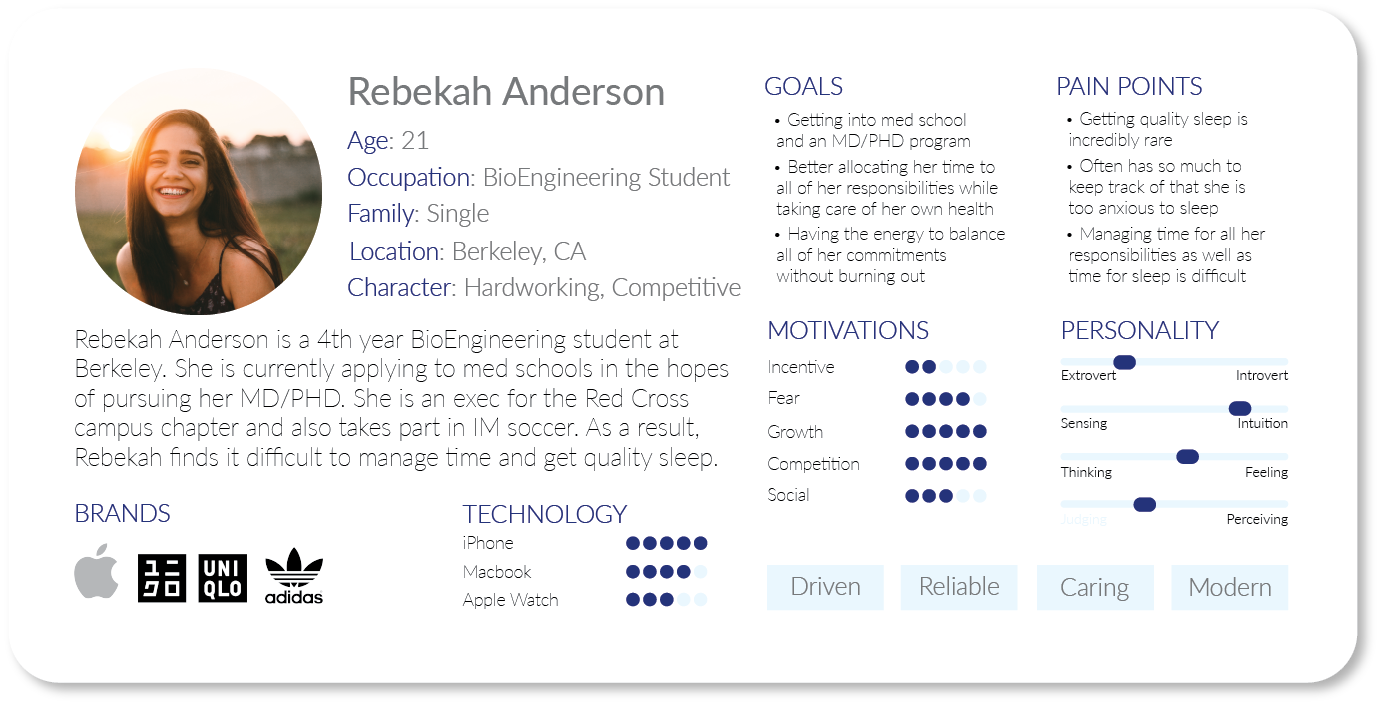 Rebekah Anderson
Age: 21
Occupation: BioEngineering Student
Family: Single
Location: Berkeley, CA
Character: Hardworking, Competitive
Rebekah Anderson is a 4th year BioEngineering student at
Berkeley. She is currently applying to med schools in the hopes
of pursuing her MD/PHD. She is an exec for the Red Cross
campus chapter and also takes part in IM soccer. As a result,
Rebekah finds it difficult to manage time and get quality sleep.
BRANDS
ユニ
クロ
UNI
QLO
adidas
TECHNOLOGY
iPhone
Macbook
Apple Watch
GOALS
• Getting into med school
and an MD/PHD program
• Better allocating her time to
all of her responsibilities while
taking care of her own health
• Having the energy to balance
all of her commitments
without burning out
PAIN POINTS
• Getting quality sleep is
incredibly rare
• Often has so much to
keep track of that she is
too anxious to sleep
• Managing time for all her
responsibilities as well as
time for sleep is difficult
MOTIVATIONS
Incentive
Fear
Growth
Competition
Social
PERSONALITY
Extrovert Introvert
Sensing Intuition
Thinking Feeling
Judging Perceiving
Driven Reliable Caring Modern